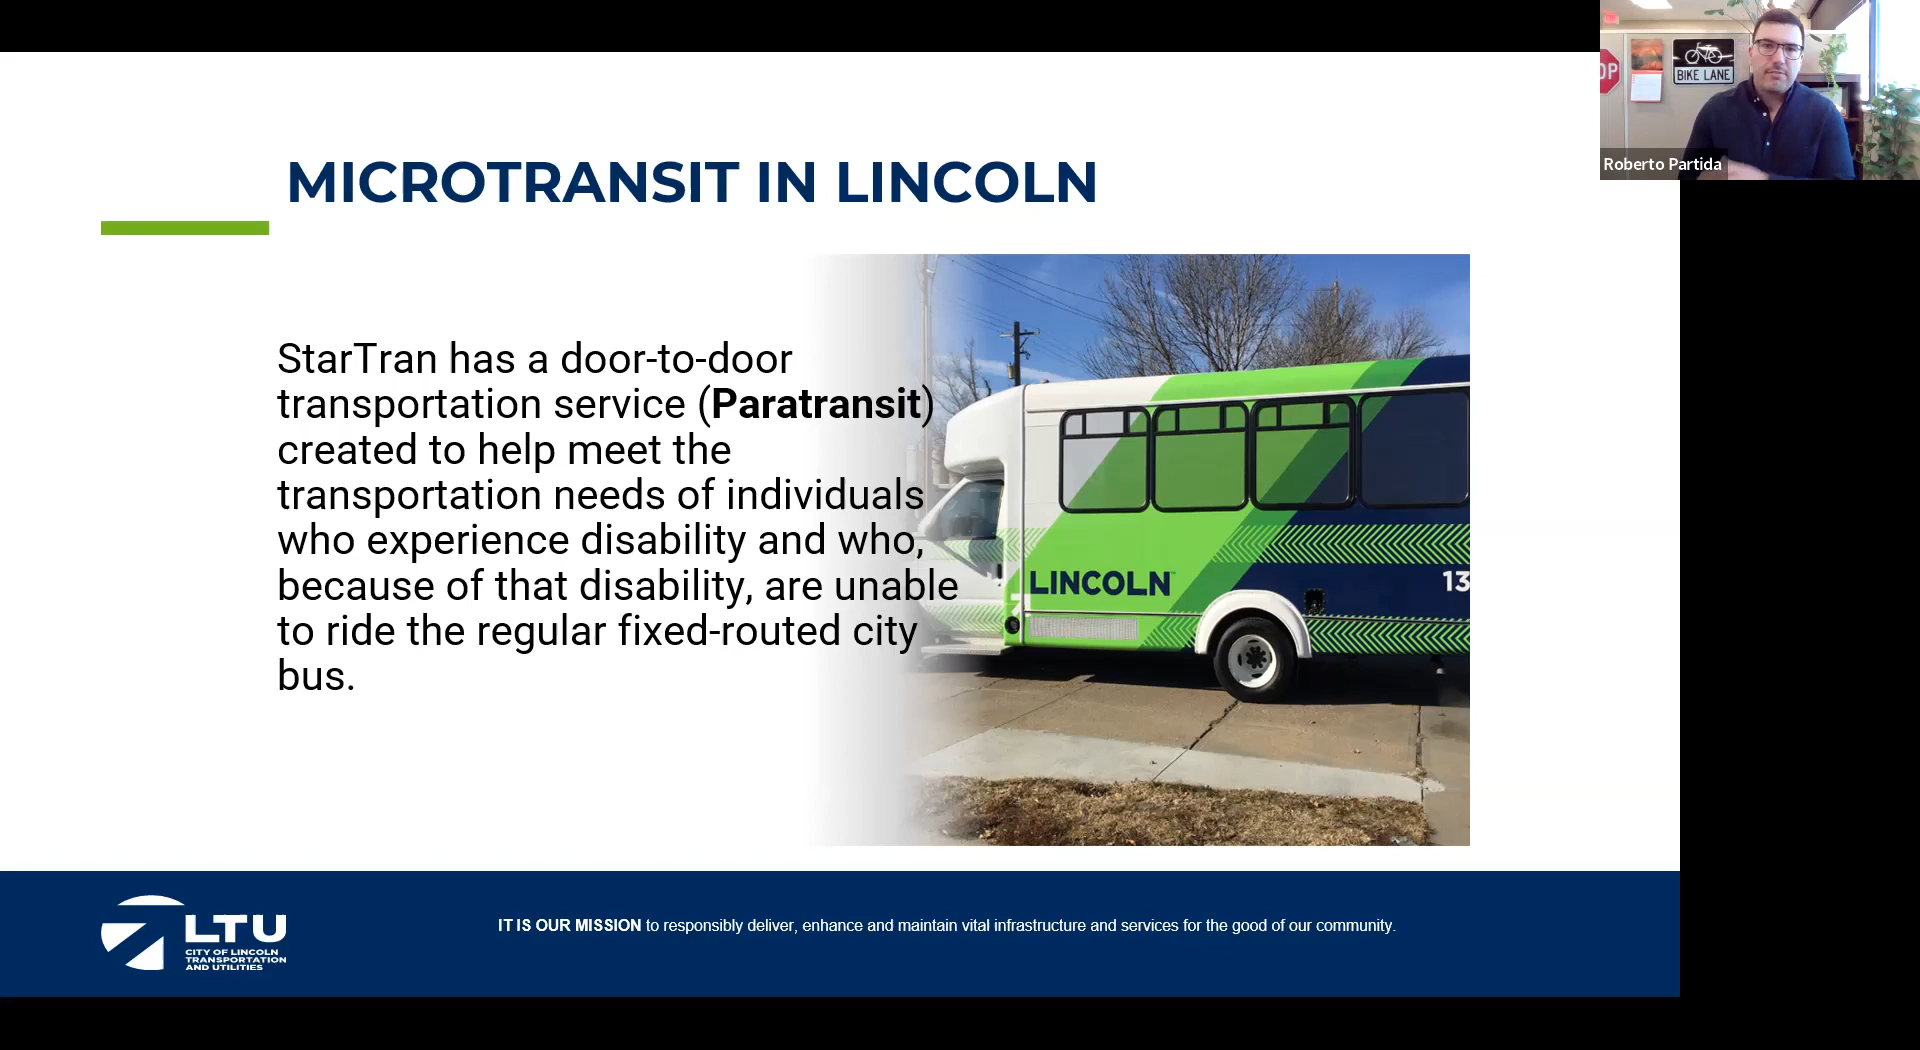 MICROTRANSIT IN LINCOLN
StarTran has a door-to-door
transportation service (Paratransit)
created to help meet the
transportation needs of individuals
who experience disability and who,
because of that disability, are unable
to ride the regular fixed-routed city
bus.
LINCOLN
13
LTU
CITY OF LINCOLN
TRANSPORTATION
AND UTILITIES
IT IS OUR MISSION to responsibly deliver, enhance and maintain vital infrastructure and services for the good of our community.
OP
BIKE LANE
Roberto Partida